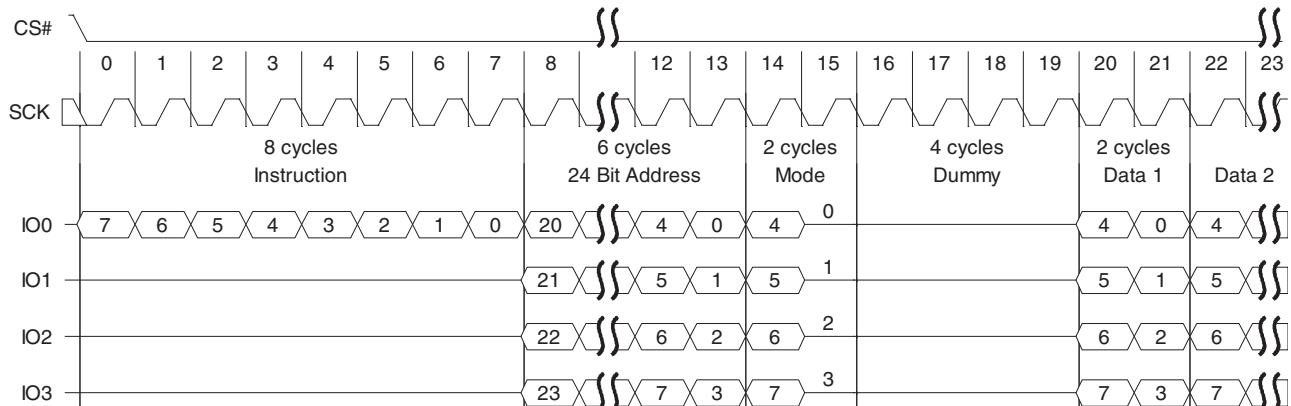 CS#
0 1 2 3 4 5 6 7 8 12 13 14 15 16 17 18 19 20 21 22 23
SCK
8 cycles 6 cycles 2 cycles 4 cycles 2 cycles
Instruction 24 Bit Address Mode Dummy Data 1 Data 2
IO0 7 6 5 4 3 2 1 0 20 4 0 4 0 4 0 4
IO1 21 5 1 5 1 5 1 5
IO2 22 6 2 6 2 6 2 6
IO3 23 7 3 7 3 7 3 7